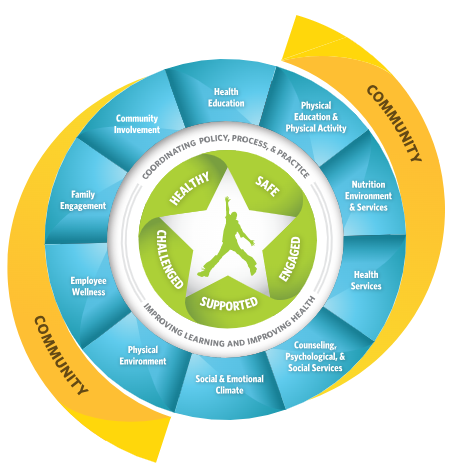 COMMUNITY
Health
Education
Physical
Education &
Physical Activity
Nutrition
Environment
& Services
Health
Services
Counseling,
Psychological, &
Social Services
Social & Emotional
Climate
Physical
Environment
Employee
Wellness
Family
Engagement
Community
Involvement
COORDINATING POLICY, PROCESS, & PRACTICE
IMPROVING LEARNING AND IMPROVING HEALTH
HEALTHY
SAFE
ENGAGED
SUPPORTED
CHALLENGED
COMMUNITY